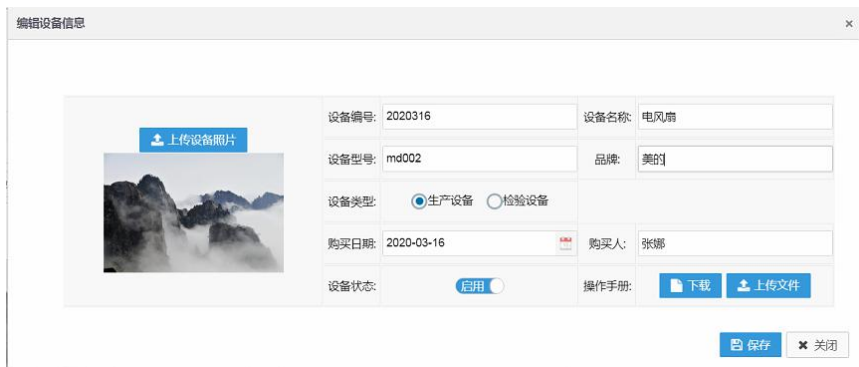 编辑设备信息 ×
上传设备照片
设备编号: 2020316 设备名称: 电风扇
设备型号: md002 品牌: 美的
设备类型: 生产设备 检验设备
购买日期: 2020-03-16 购买人: 张娜
设备状态: 启用 操作手册: 下载 上传文件
保存 关闭